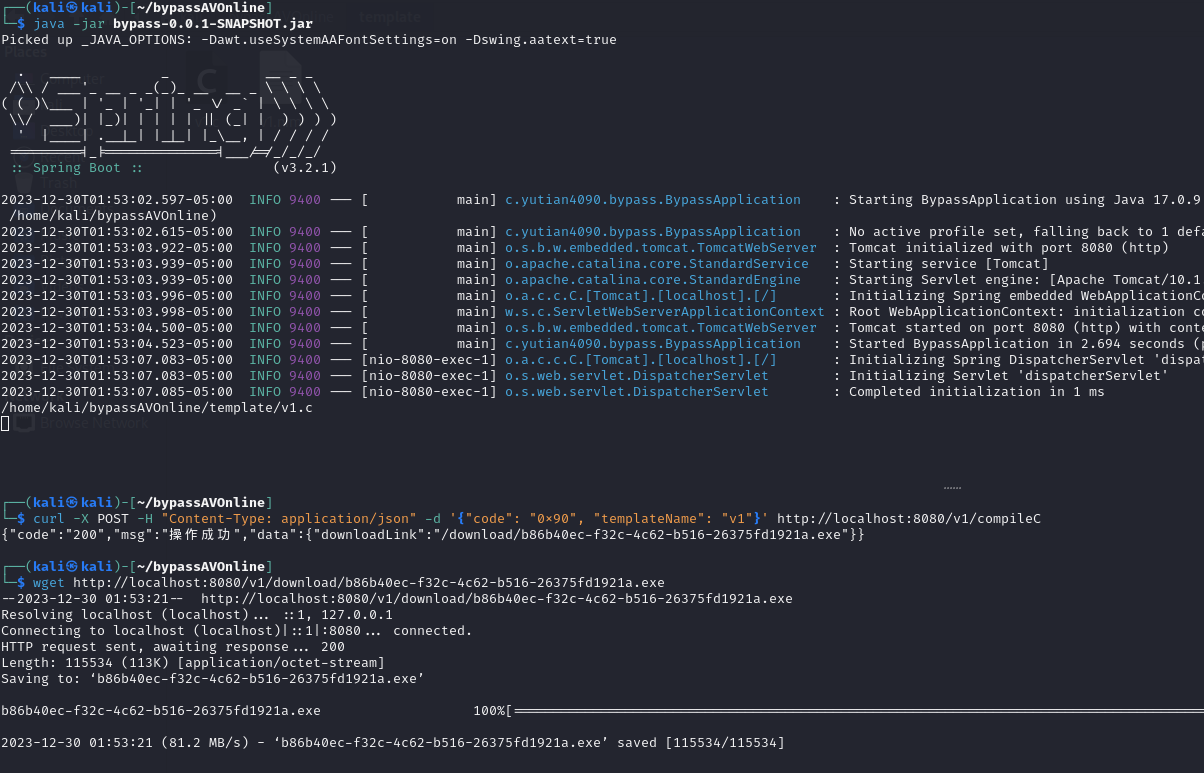 ┌──(kali㉿kali)-[~/bypassAVOnline]
└─$ java -jar bypass-0.0.1-SNAPSHOT.jar
Picked up _JAVA_OPTIONS: -Dawt.useSystemAAFontSettings=on -Dswing.aatext=true
:: Spring Boot :: (v3.2.1)
2023-12-30T01:53:02.597-05:00 INFO 9400 --- [ main] c.yutian4090.bypass.BypassApplication : Starting BypassApplication using Java 17.0.9
/home/kali/bypassAVOnline)
2023-12-30T01:53:02.615-05:00 INFO 9400 --- [ main] c.yutian4090.bypass.BypassApplication : No active profile set, falling back to 1 defa
2023-12-30T01:53:03.922-05:00 INFO 9400 --- [ main] o.s.b.w.embedded.tomcat.TomcatWebServer : Tomcat initialized with port 8080 (http)
2023-12-30T01:53:03.939-05:00 INFO 9400 --- [ main] o.apache.catalina.core.StandardService : Starting service [Tomcat]
2023-12-30T01:53:03.939-05:00 INFO 9400 --- [ main] o.apache.catalina.core.StandardEngine : Starting Servlet engine: [Apache Tomcat/10.1
2023-12-30T01:53:03.996-05:00 INFO 9400 --- [ main] o.a.c.c.C.[Tomcat].[localhost].[/] : Initializing Spring embedded WebApplicationCo
2023-12-30T01:53:03.998-05:00 INFO 9400 --- [ main] w.s.c.ServletWebServerApplicationContext : Root WebApplicationContext: initialization co
2023-12-30T01:53:04.500-05:00 INFO 9400 --- [ main] o.s.b.w.embedded.tomcat.TomcatWebServer : Tomcat started on port 8080 (http) with conte
2023-12-30T01:53:04.523-05:00 INFO 9400 --- [ main] c.yutian4090.bypass.BypassApplication : Started BypassApplication in 2.694 seconds (p
2023-12-30T01:53:07.083-05:00 INFO 9400 --- [nio-8080-exec-1] o.a.c.c.C.[Tomcat].[localhost].[/] : Initializing Spring DispatcherServlet 'dispat
2023-12-30T01:53:07.083-05:00 INFO 9400 --- [nio-8080-exec-1] o.s.web.servlet.DispatcherServlet : Initializing Servlet 'dispatcherServlet'
2023-12-30T01:53:07.085-05:00 INFO 9400 --- [nio-8080-exec-1] o.s.web.servlet.DispatcherServlet : Completed initialization in 1 ms
/home/kali/bypassAVOnline/template/v1.c
Browse Network
┌──(kali㉿kali)-[~/bypassAVOnline]
└─$ curl -X POST -H "Content-Type: application/json" -d '{"code": "0x90", "templateName": "v1"}' http://localhost:8080/v1/compileC
{"code":"200","msg":"操作成功","data":{"downloadLink":"/download/b86b40ec-f32c-4c62-b516-26375fd1921a.exe"}}
┌──(kali㉿kali)-[~/bypassAVOnline]
└─$ wget http://localhost:8080/v1/download/b86b40ec-f32c-4c62-b516-26375fd1921a.exe
--2023-12-30 01:53:21-- http://localhost:8080/v1/download/b86b40ec-f32c-4c62-b516-26375fd1921a.exe
Resolving localhost (localhost)... ::1, 127.0.0.1
Connecting to localhost (localhost)|::1|:8080... connected.
HTTP request sent, awaiting response... 200
Length: 115534 (113K) [application/octet-stream]
Saving to: ‘b86b40ec-f32c-4c62-b516-26375fd1921a.exe’
b86b40ec-f32c-4c62-b516-26375fd1921a.exe 100%[=====
2023-12-30 01:53:21 (81.2 MB/s) - ‘b86b40ec-f32c-4c62-b516-26375fd1921a.exe’ saved [115534/115534]